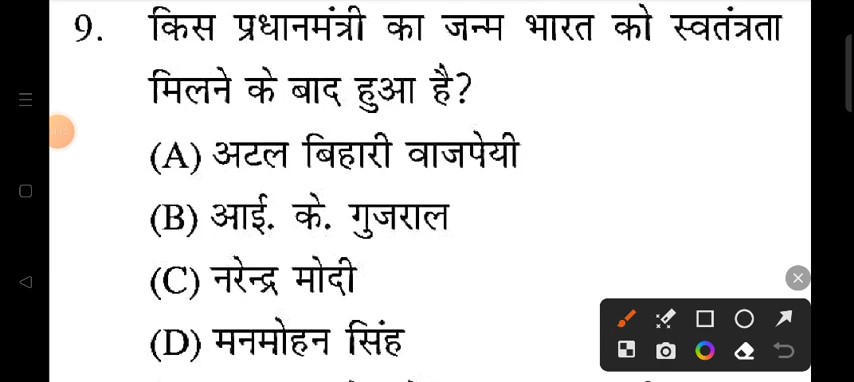 9. किस प्रधानमंत्री का जन्म भारत को स्वतंत्रता
मिलने के बाद हुआ है?
(A) अटल बिहारी वाजपेयी
(B) आई. के. गुजराल
(C) नरेन्द्र मोदी
(D) मनमोहन सिंह